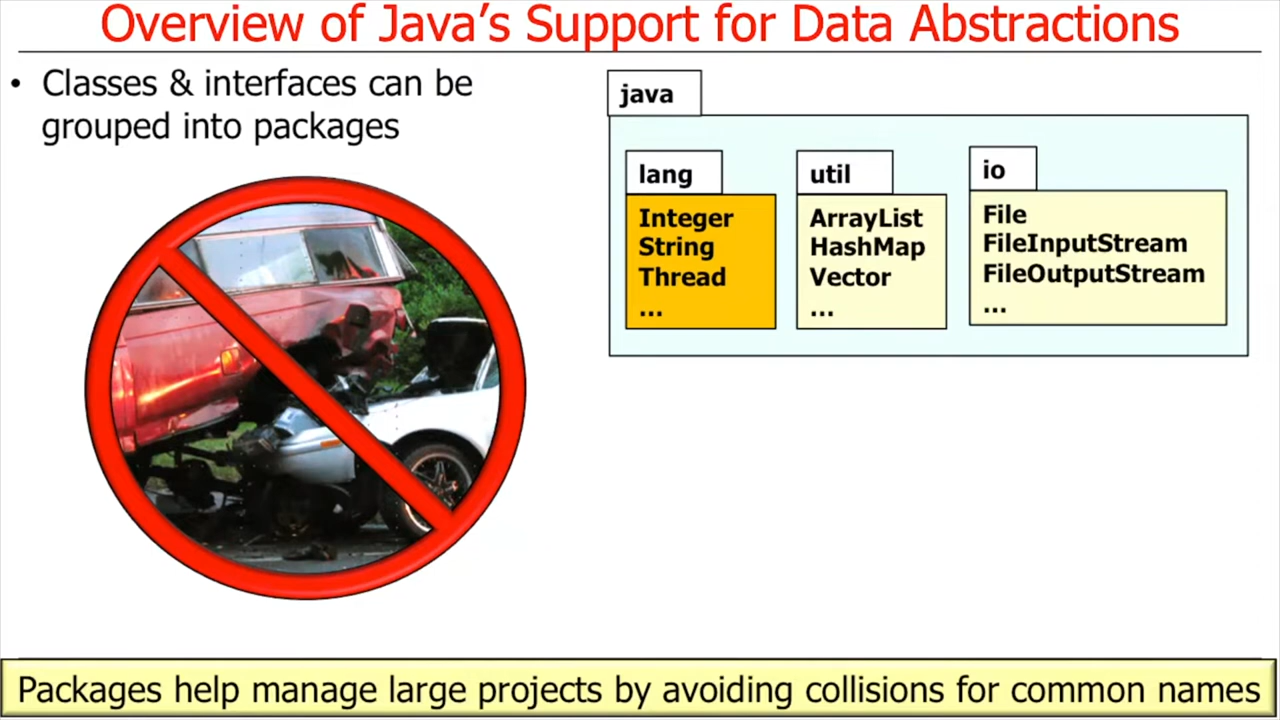 Overview of Java's Support for Data Abstractions
• Classes & interfaces can be
grouped into packages
java
lang
Integer
String
Thread
...
util
ArrayList
HashMap
Vector
...
io
File
FileInputStream
FileOutputStream
...
Packages help manage large projects by avoiding collisions for common names